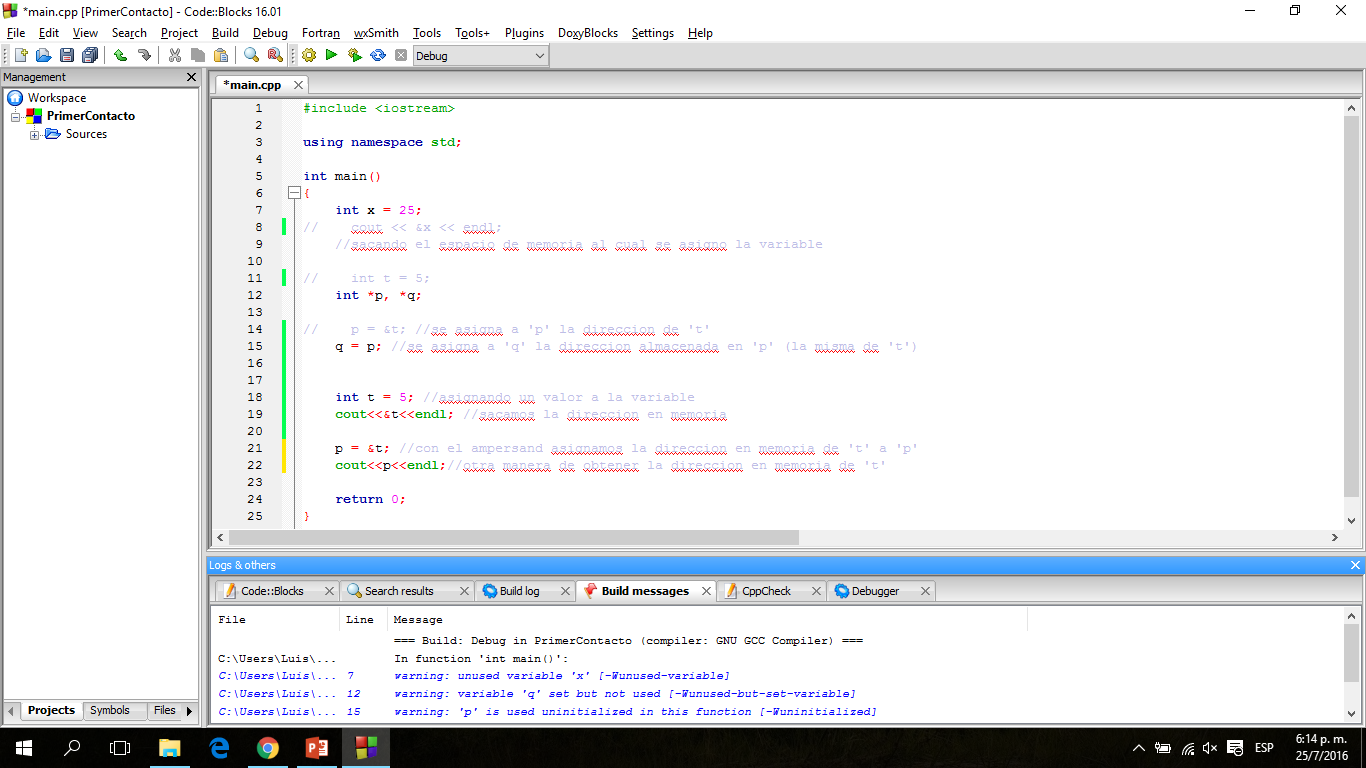 *main.cpp [PrimerContacto] - Code::Blocks 16.01
File Edit View Search Project Build Debug Fortran wxSmith Tools Tools+ Plugins DoxyBlocks Settings Help
Debug
Management
*main.cpp
Workspace
PrimerContacto
Sources
1 #include <iostream>
2
3 using namespace std;
4
5 int main()
6 {
7 int x = 25;
8 // cout << &x << endl;
9 //sacando el espacio de memoria al cual se asigno la variable
10
11 // int t = 5;
12 int *p, *q;
13
14 // p = &t; //se asigna a 'p' la direccion de 't'
15 q = p; //se asigna a 'q' la direccion almacenada en 'p' (la misma de 't')
16
17
18 int t = 5; //asignando un valor a la variable
19 cout<<&t<<endl; //sacamos la direccion en memoria
20
21 p = &t; //con el ampersand asignamos la direccion en memoria de 't' a 'p'
22 cout<<p<<endl;//otra manera de obtener la direccion en memoria de 't'
23
24 return 0;
25 }
Projects Symbols Files
Logs & others
Code::Blocks Search results Build log Build messages CppCheck Debugger
File Line Message
=== Build: Debug in PrimerContacto (compiler: GNU GCC Compiler) ===
C:\Users\Luis\... In function 'int main()':
C:\Users\Luis\... 7 warning: unused variable 'x' [-Wunused-variable]
C:\Users\Luis\... 12 warning: variable 'q' set but not used [-Wunused-but-set-variable]
C:\Users\Luis\... 15 warning: 'p' is used uninitialized in this function [-Wuninitialized]
ESP
6:14 p. m.
25/7/2016